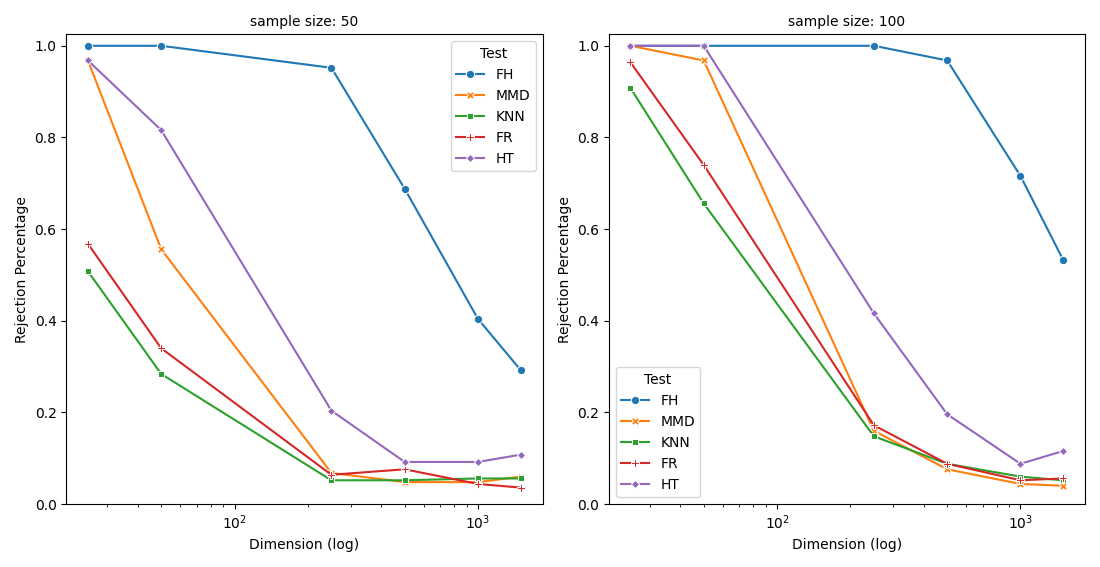 sample size: 50
1.0
0.8
0.6
0.4
0.2
0.0
Rejection Percentage
Test
FH
MMD
KNN
FR
HT
10²
10³
Dimension (log)
sample size: 100
1.0
0.8
0.6
0.4
0.2
0.0
Rejection Percentage
Test
FH
MMD
KNN
FR
HT
10²
10³
Dimension (log)